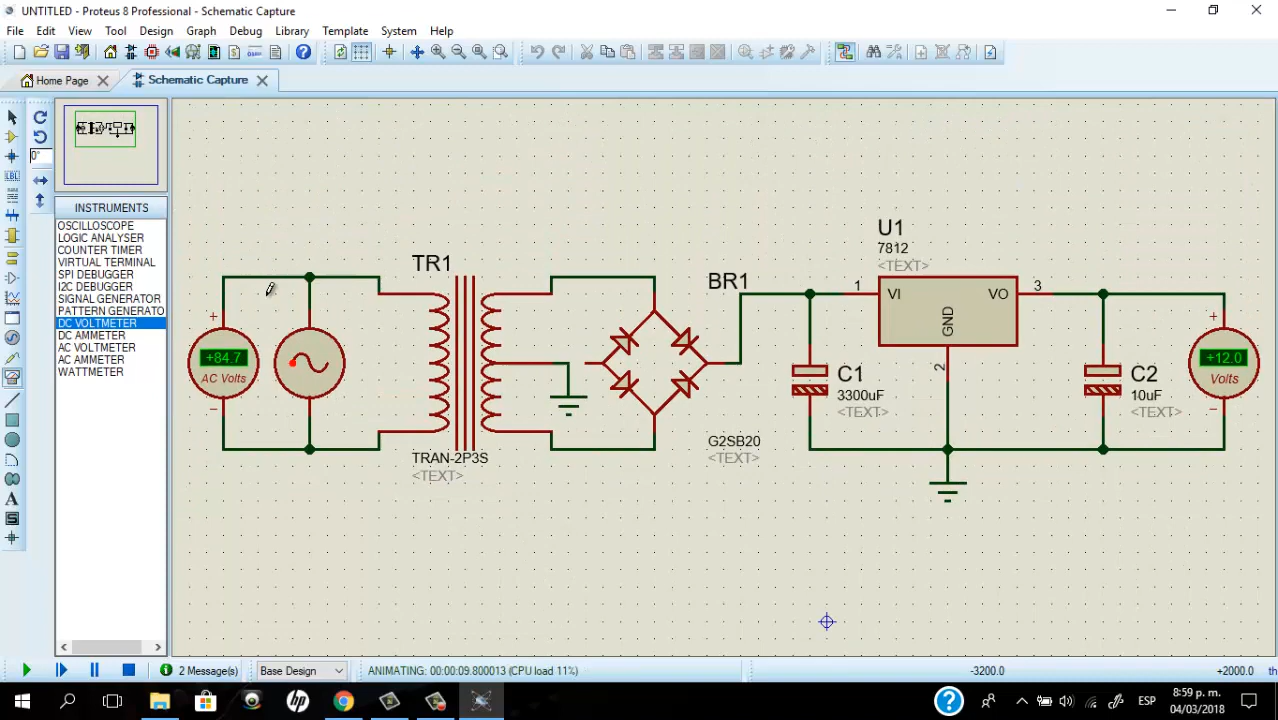 UNTITLED - Proteus 8 Professional - Schematic Capture
File Edit View Tool Design Graph Debug Library Template System Help
Home Page
Schematic Capture
0°
LBL
INSTRUMENTS
OSCILLOSCOPE
LOGIC ANALYSER
COUNTER TIMER
VIRTUAL TERMINAL
SPI DEBUGGER
I2C DEBUGGER
SIGNAL GENERATOR
PATTERN GENERATO
DC VOLTMETER
DC AMMETER
AC VOLTMETER
AC AMMETER
WATTMETER
A
+84.7
AC Volts
TR1
TRAN-2P3S
<TEXT>
BR1
G2SB20
<TEXT>
U1
7812
<TEXT>
1
VI
VO
3
GND
2
C1
3300uF
<TEXT>
C2
10uF
<TEXT>
+12.0
Volts
2 Message(s)
Base Design
ANIMATING: 00:00:09.800013 (CPU load 11%)
-3200.0
+2000.0
th
hp
ESP
8:59 p. m.
04/03/2018